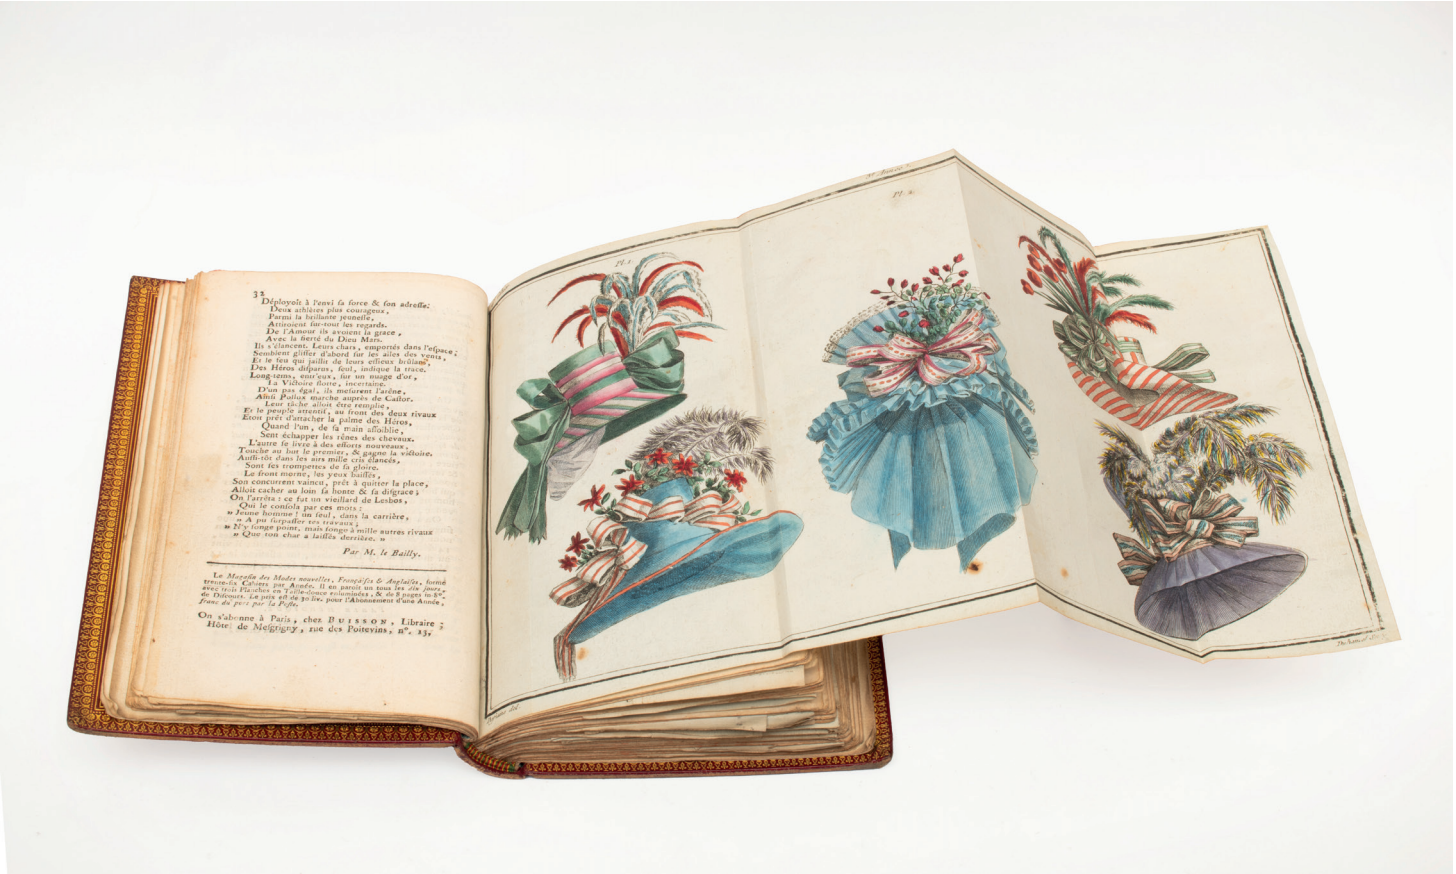 32
Déployoit à l'envi sa force & son adresse.
Deux athlètes plus courageux,
Parmi la brillante jeunesse,
Attiroient sur-tout les regards.
De l'Amour ils avoient la grace,
Avec la fierté du Dieu Mars.
Ils s'élancent. Leurs chars, emportés dans l'espace;
Semblent glisser d'abord sur les ailes des vents,
Et le feu qui jaillit de leurs essieux brûlans,
Des Héros disparus, seul, indique la trace.
Long-tems, entr'eux, sur un nuage d'or,
La Victoire flotte, incertaine.
D'un pas égal, ils mesurent l'arène.
Ainsi Pollux marche auprès de Castor.
Leur tâche alloit être remplie,
Et le peuple attentif, au front des deux rivaux
Etoit prêt d'attacher la palme des Héros,
Quand l'un, de sa main affoiblie,
Sent échapper les rênes des chevaux.
L'autre se livre à des efforts nouveaux.
Touche au but le premier, & gagne la victoire.
Aussi-tôt dans les airs mille cris élancés,
Sont les trompettes de sa gloire.
Le front morne, les yeux baissés,
Son concurrent vaincu, prêt à quitter la place,
Alloit cacher au loin sa honte & sa disgrace;
On l'arrête: ce fut un vieillard de Lesbos,
Qui le consola par ces mots:
» Jeune homme! un seul, dans la carrière,
» A pu surpasser tes travaux;
» N'y songe point, mais songe à mille autres rivaux
» Que ton char a laissés derrière. »
Par M. le Bailly.
Le Magasin des Modes nouvelles, Françaises & Anglaises, formé
trente-six Cahiers par Année. Il en paroît un tous les dix jours,
avec trois Planches en Taille-douce enluminées, & de 8 pages in-8°.
de Discours. Le prix est de 30 liv. pour l'Abonnement d'une Année,
franc de port par la Poste.
On s'abonne à Paris, chez BUISSON, Libraire;
Hôtel de Mesgrigny, rue des Poitevins, n°. 13.
Pl. 1.
Pl. 2.